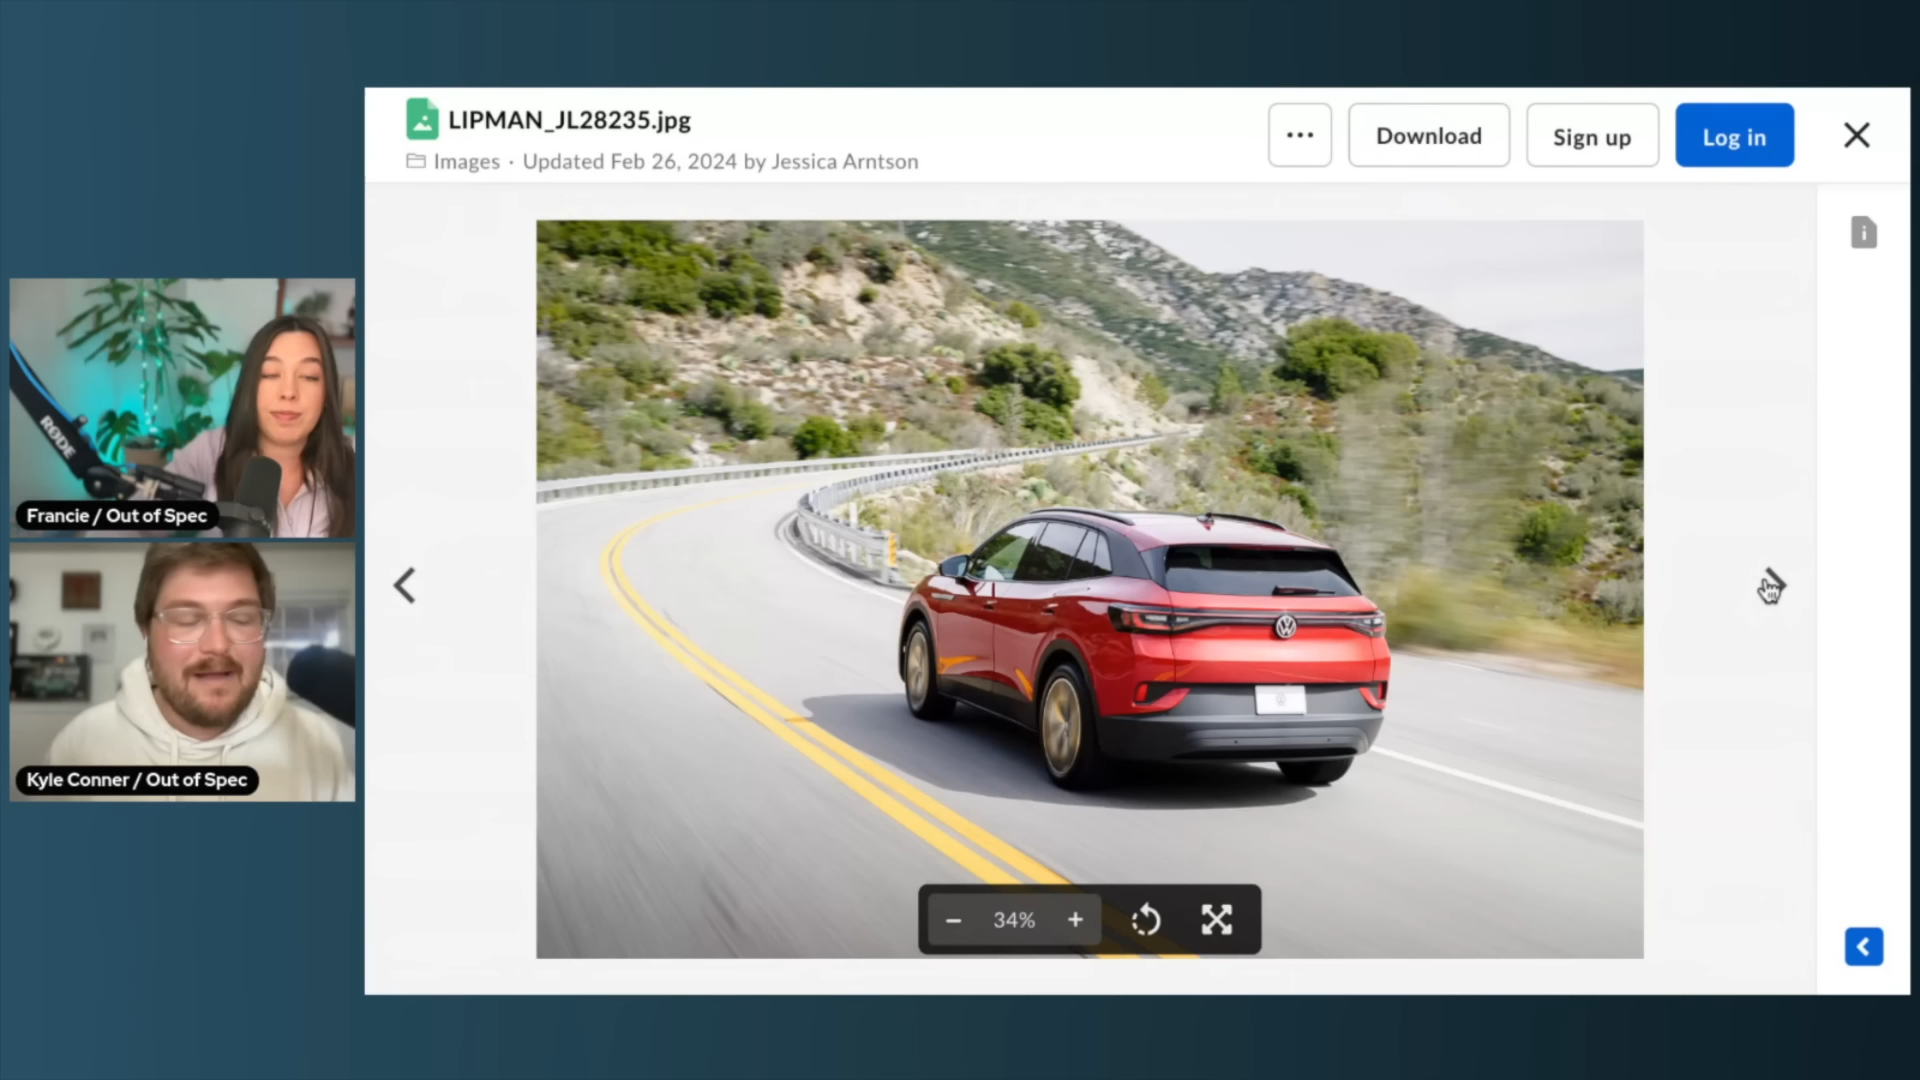 LIPMAN_JL28235.jpg
Images · Updated Feb 26, 2024 by Jessica Arntson
Download
Sign up
Log in
RØDE
Francie / Out of Spec
Kyle Conner / Out of Spec
34%